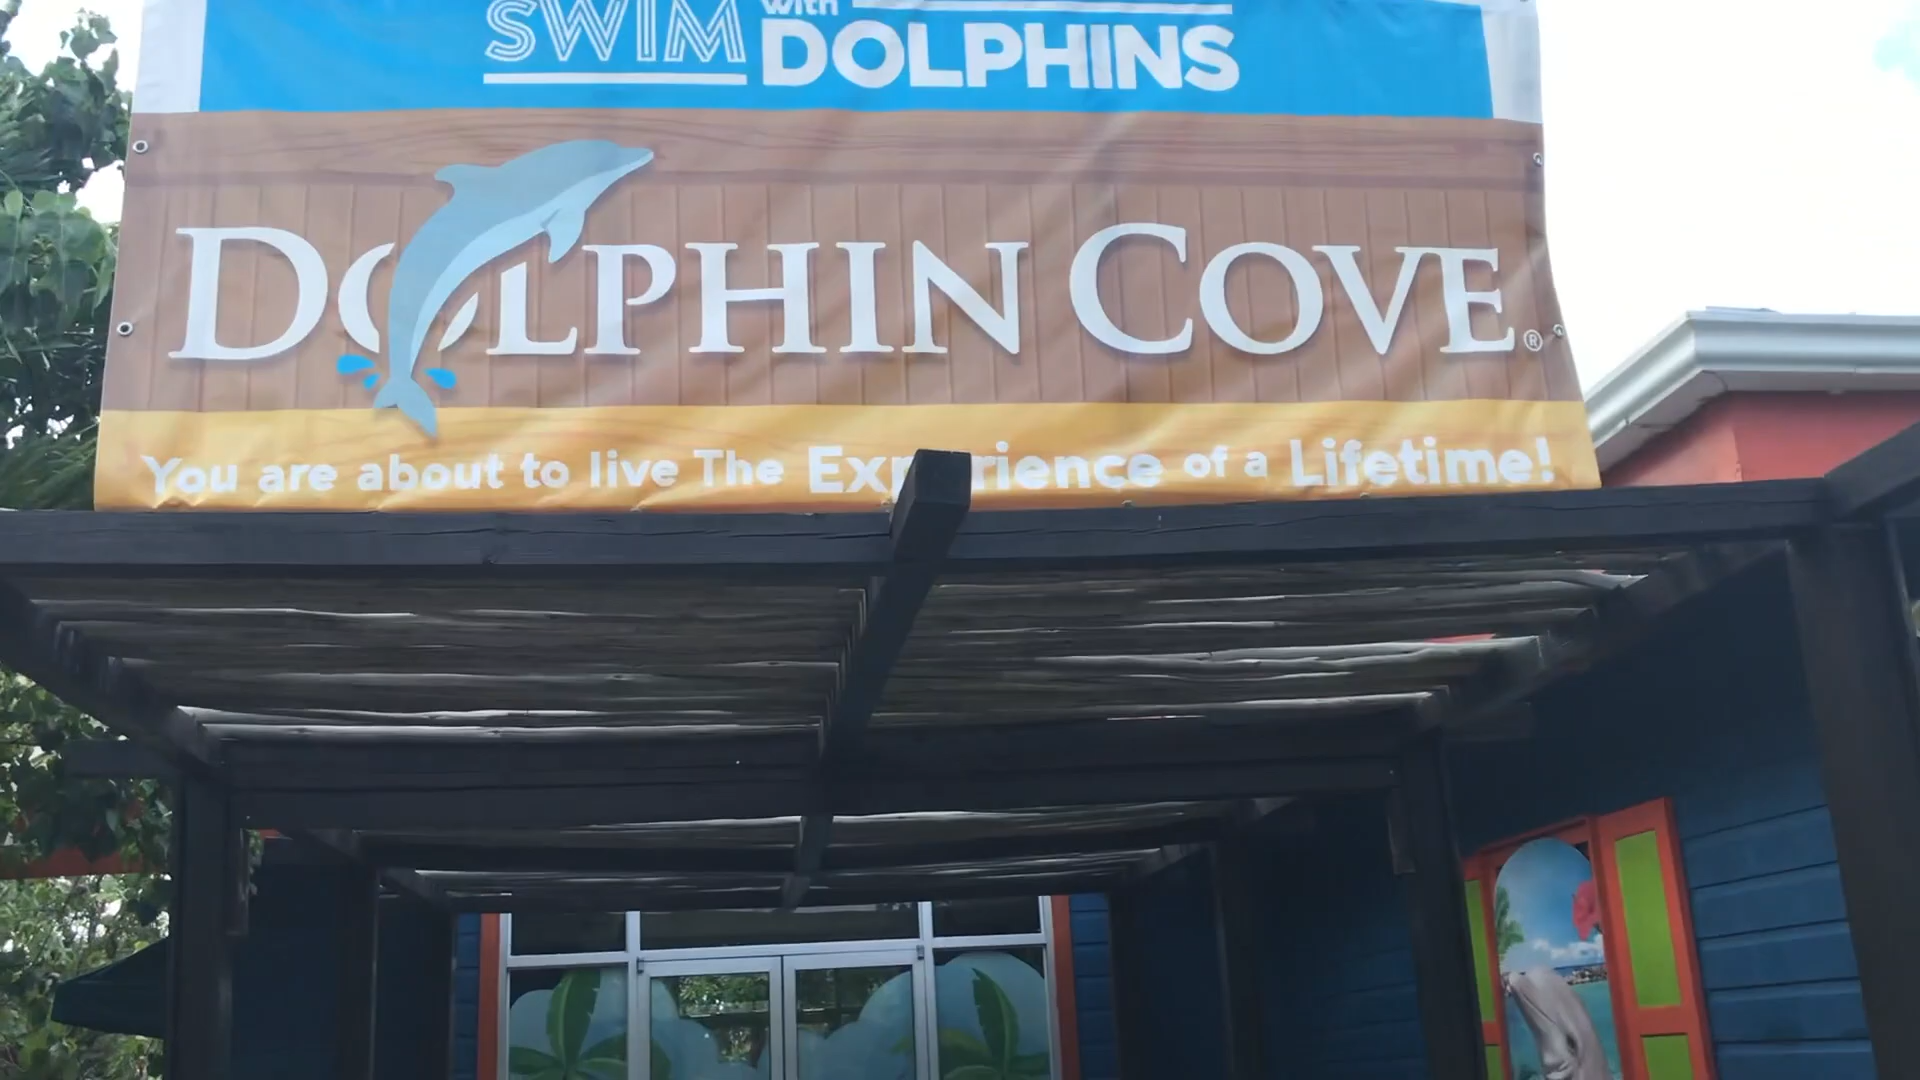 SWIM with DOLPHINS
DOLPHIN COVE®
You are about to live The Experience of a Lifetime!